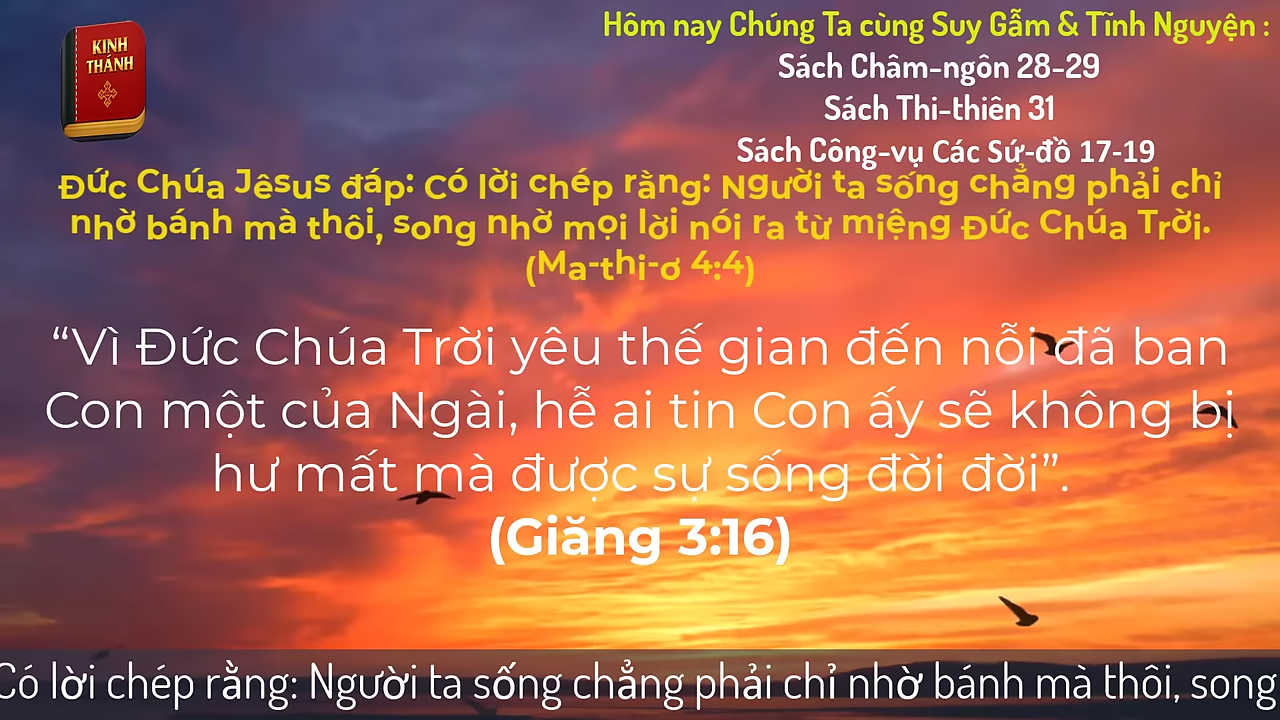 KINH
THÁNH
Hôm nay Chúng Ta cùng Suy Gẫm & Tĩnh Nguyện :
Sách Châm-ngôn 28-29
Sách Thi-thiên 31
Sách Công-vụ Các Sứ-đồ 17-19
Đức Chúa Jêsus đáp: Có lời chép rằng: Người ta sống chẳng phải chỉ
nhờ bánh mà thôi, song nhờ mọi lời nói ra từ miệng Đức Chúa Trời.
(Ma-thi-ơ 4:4)
“Vì Đức Chúa Trời yêu thế gian đến nỗi đã ban
Con một của Ngài, hễ ai tin Con ấy sẽ không bị
hư mất mà được sự sống đời đời”.
(Giăng 3:16)
Có lời chép rằng: Người ta sống chẳng phải chỉ nhờ bánh mà thôi, song